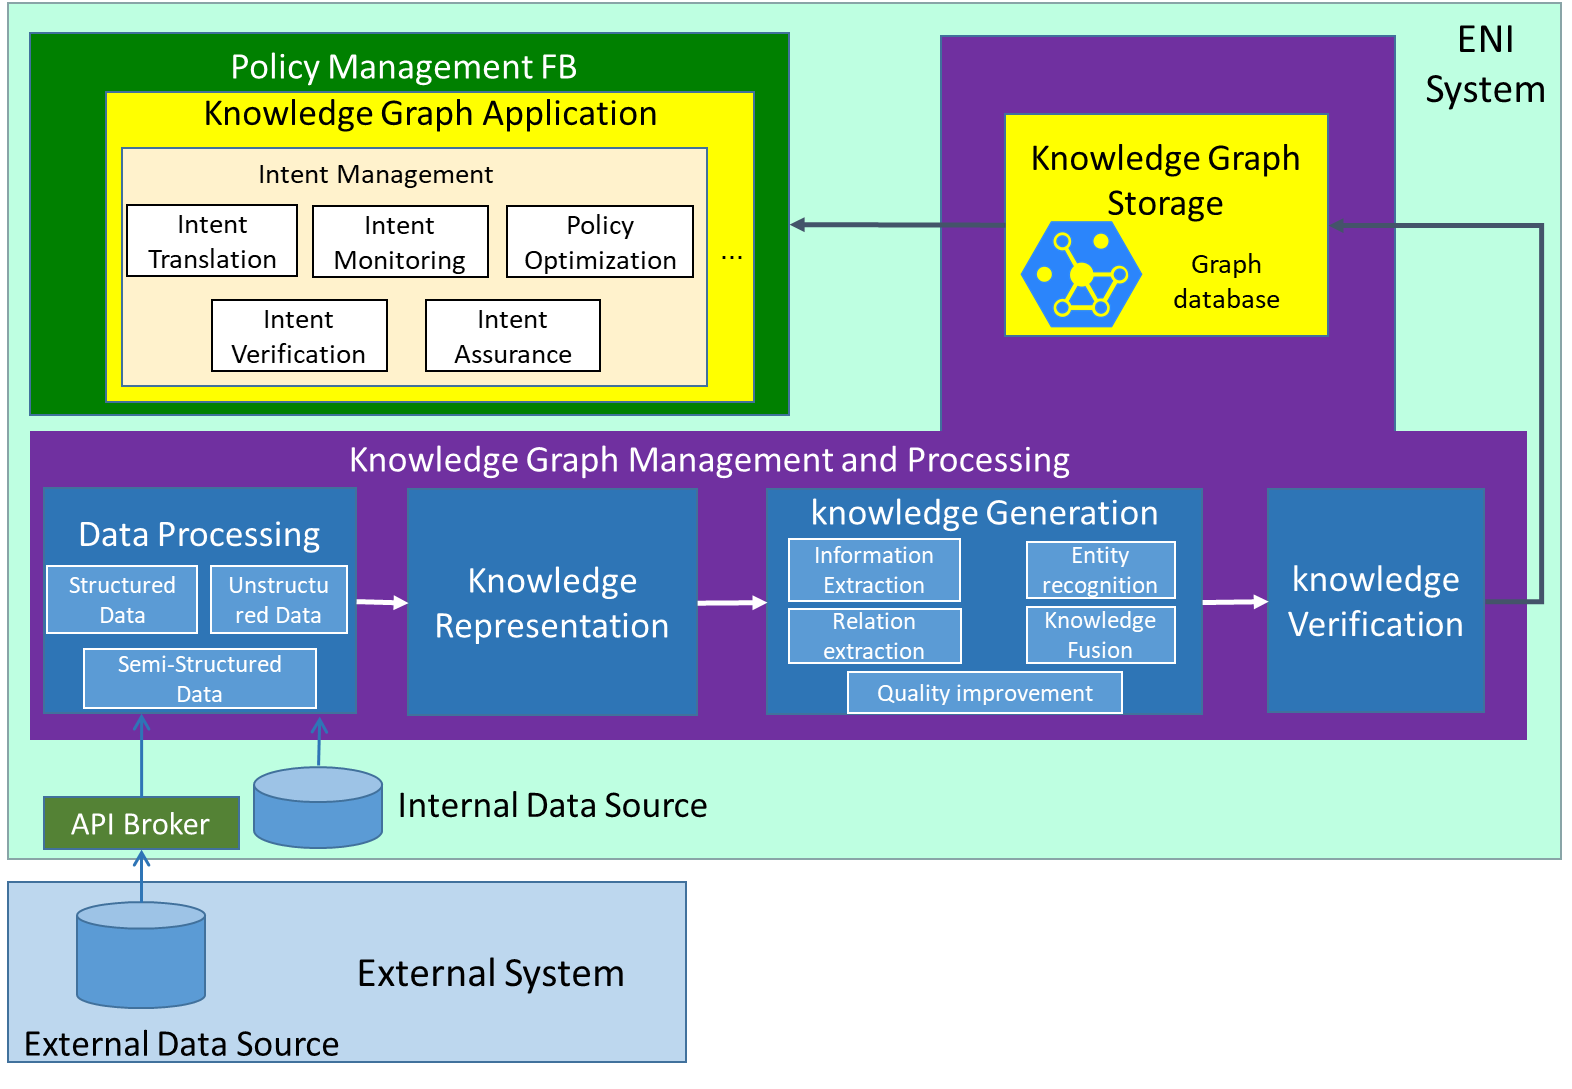 ENI
System
Policy Management FB
Knowledge Graph Application
Intent Management
Intent
Translation
Intent
Monitoring
Policy
Optimization
...
Intent
Verification
Intent
Assurance
Knowledge Graph
Storage
Graph
database
Knowledge Graph Management and Processing
Data Processing
Structured
Data
Unstructu
red Data
Semi-Structured
Data
Knowledge
Representation
knowledge Generation
Information
Extraction
Entity
recognition
Relation
extraction
Knowledge
Fusion
Quality improvement
knowledge
Verification
API Broker
Internal Data Source
External System
External Data Source